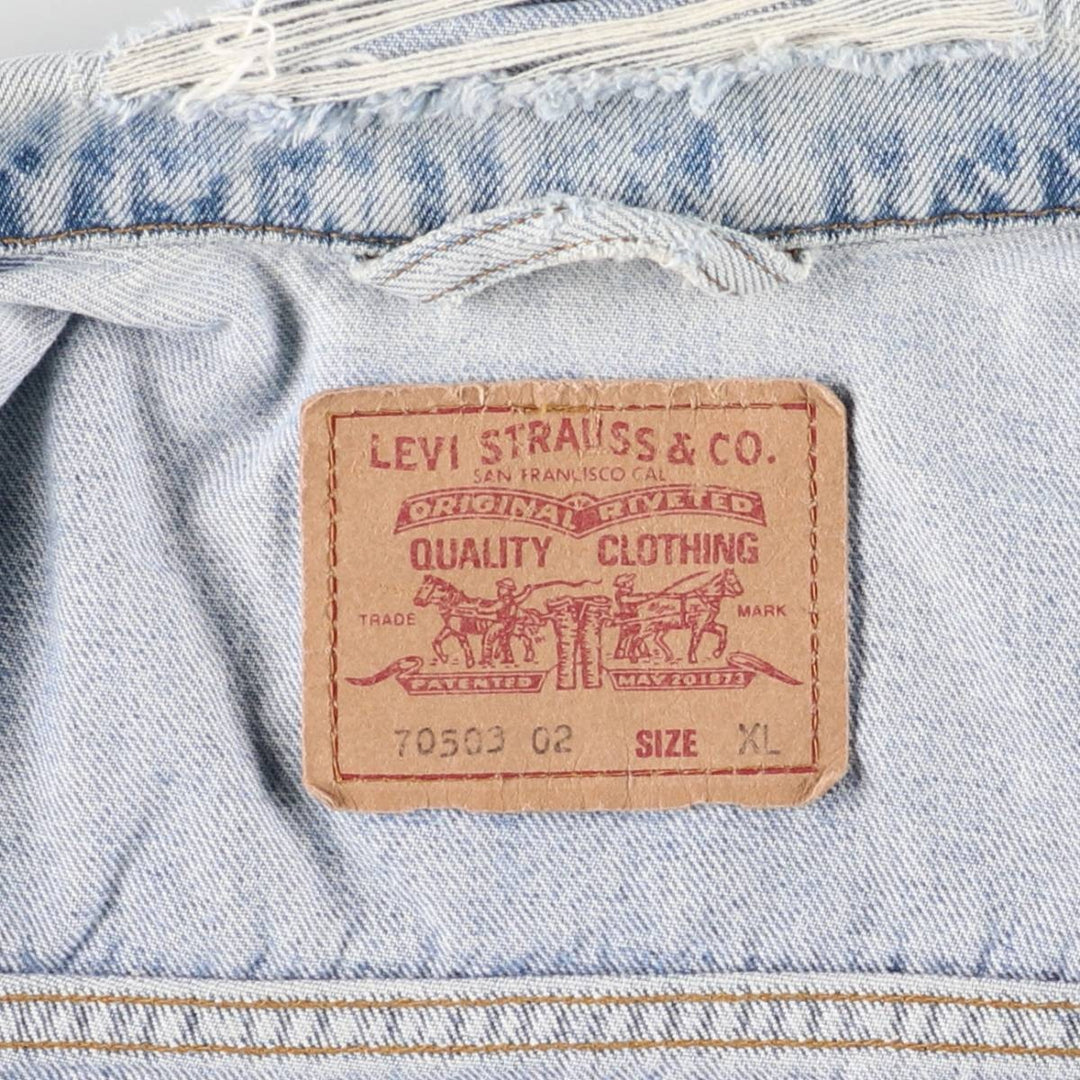 LEVI STRAUSS & CO.
SAN FRANCISCO CAL
ORIGINAL RIVETED
QUALITY CLOTHING
TRADE MARK
PATENTED MAY 20 1873
70503 02 SIZE XL